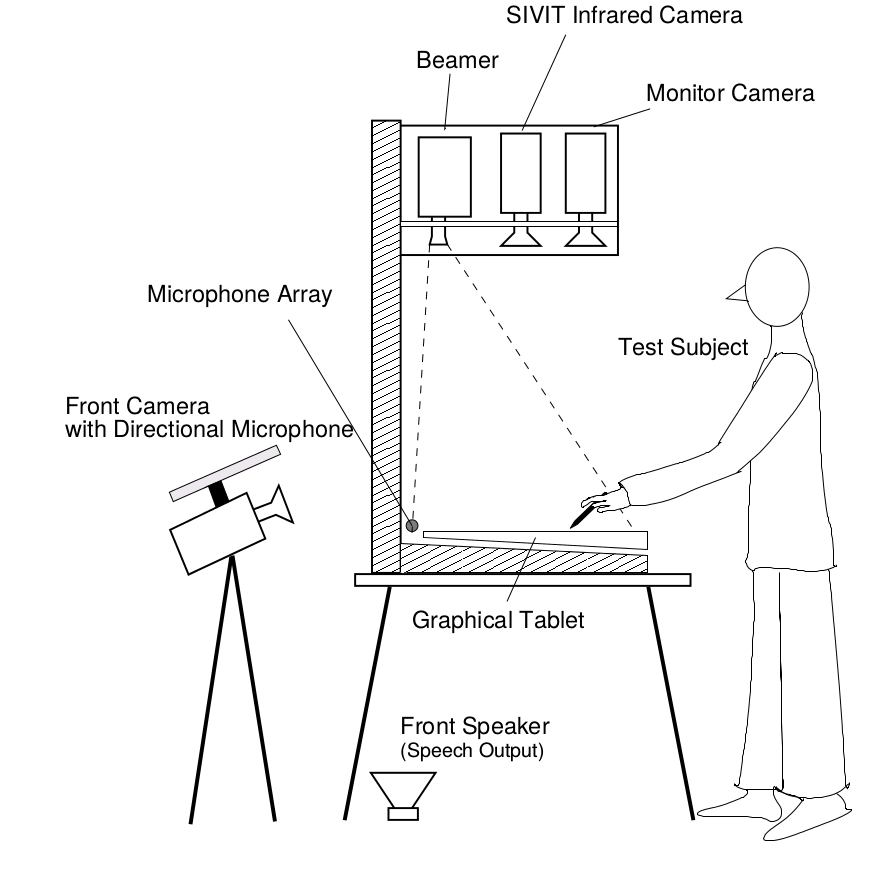 SIVIT Infrared Camera
Beamer
Monitor Camera
Microphone Array
Test Subject
Front Camera
with Directional Microphone
Graphical Tablet
Front Speaker
(Speech Output)